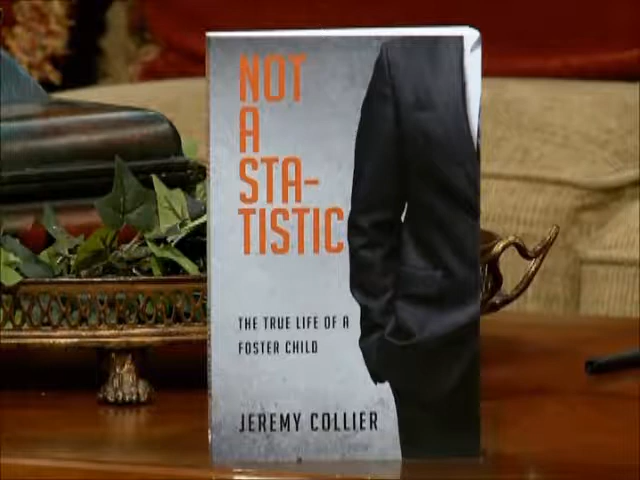 NOT
A
STA-
TISTIC
THE TRUE LIFE OF A
FOSTER CHILD
JEREMY COLLIER